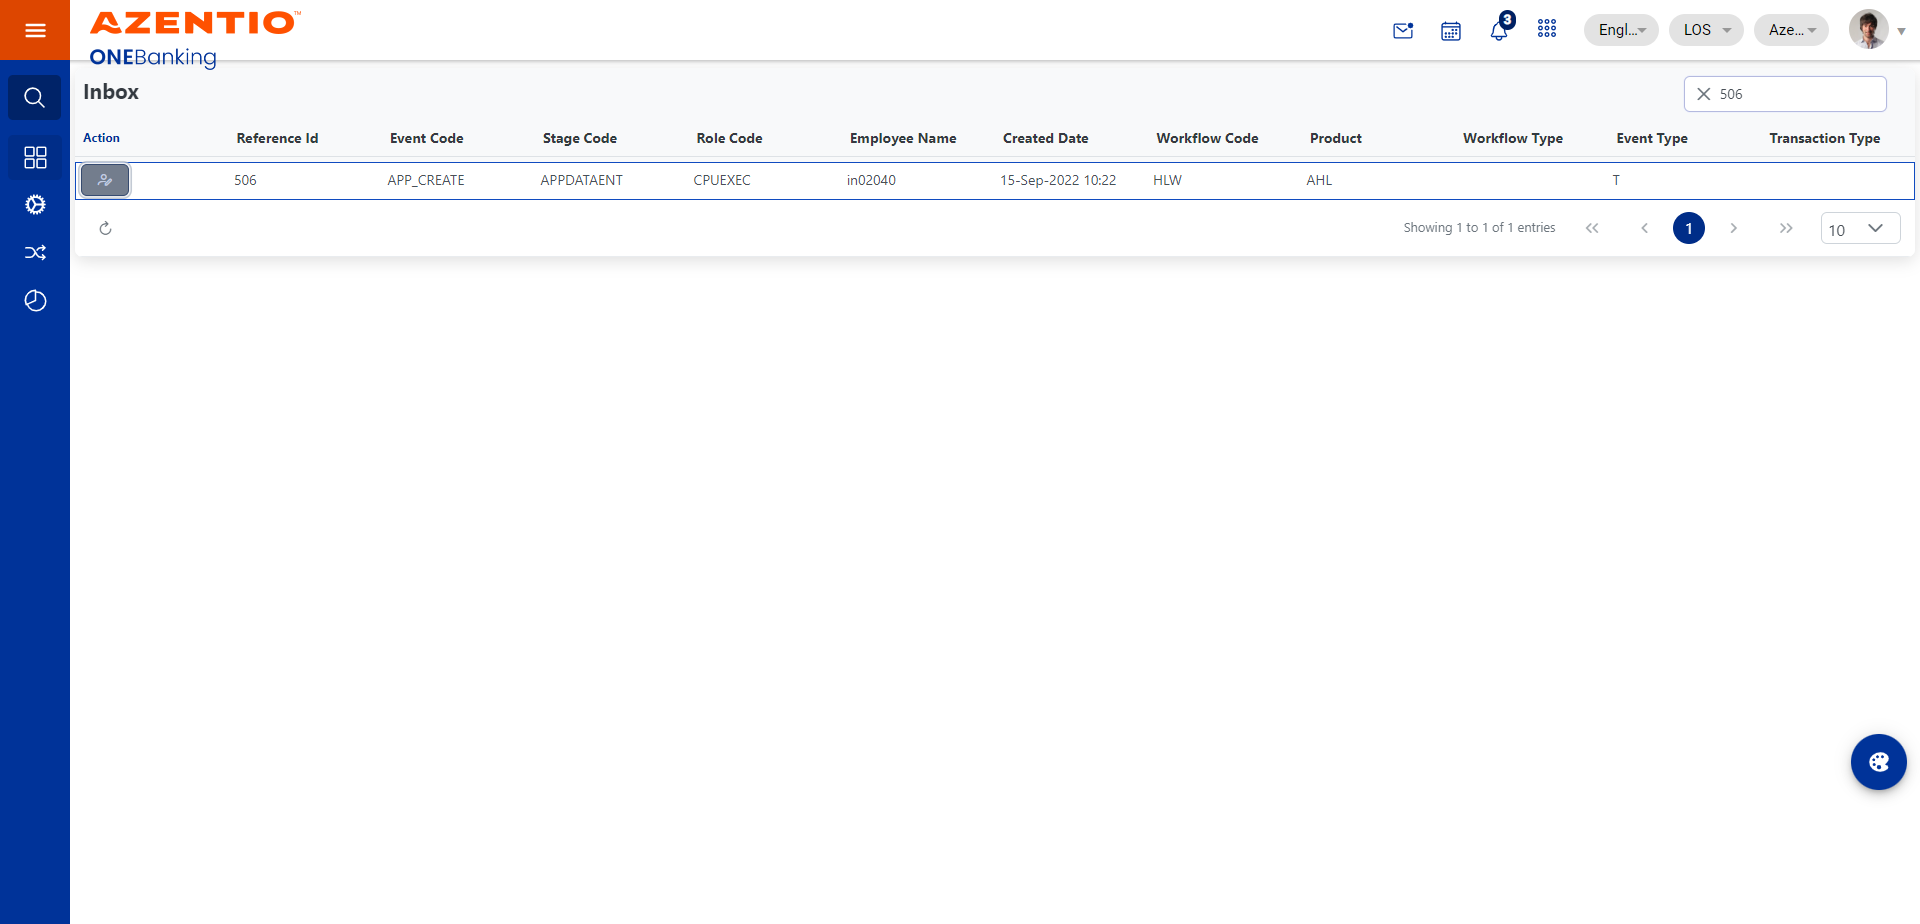 AZENTIO™
ONEBanking
3
Engl...
LOS
Aze...
Inbox
506
Action Reference Id Event Code Stage Code Role Code Employee Name Created Date Workflow Code Product Workflow Type Event Type Transaction Type
506 APP_CREATE APPDATAENT CPUEXEC in02040 15-Sep-2022 10:22 HLW AHL T
Showing 1 to 1 of 1 entries 1 10